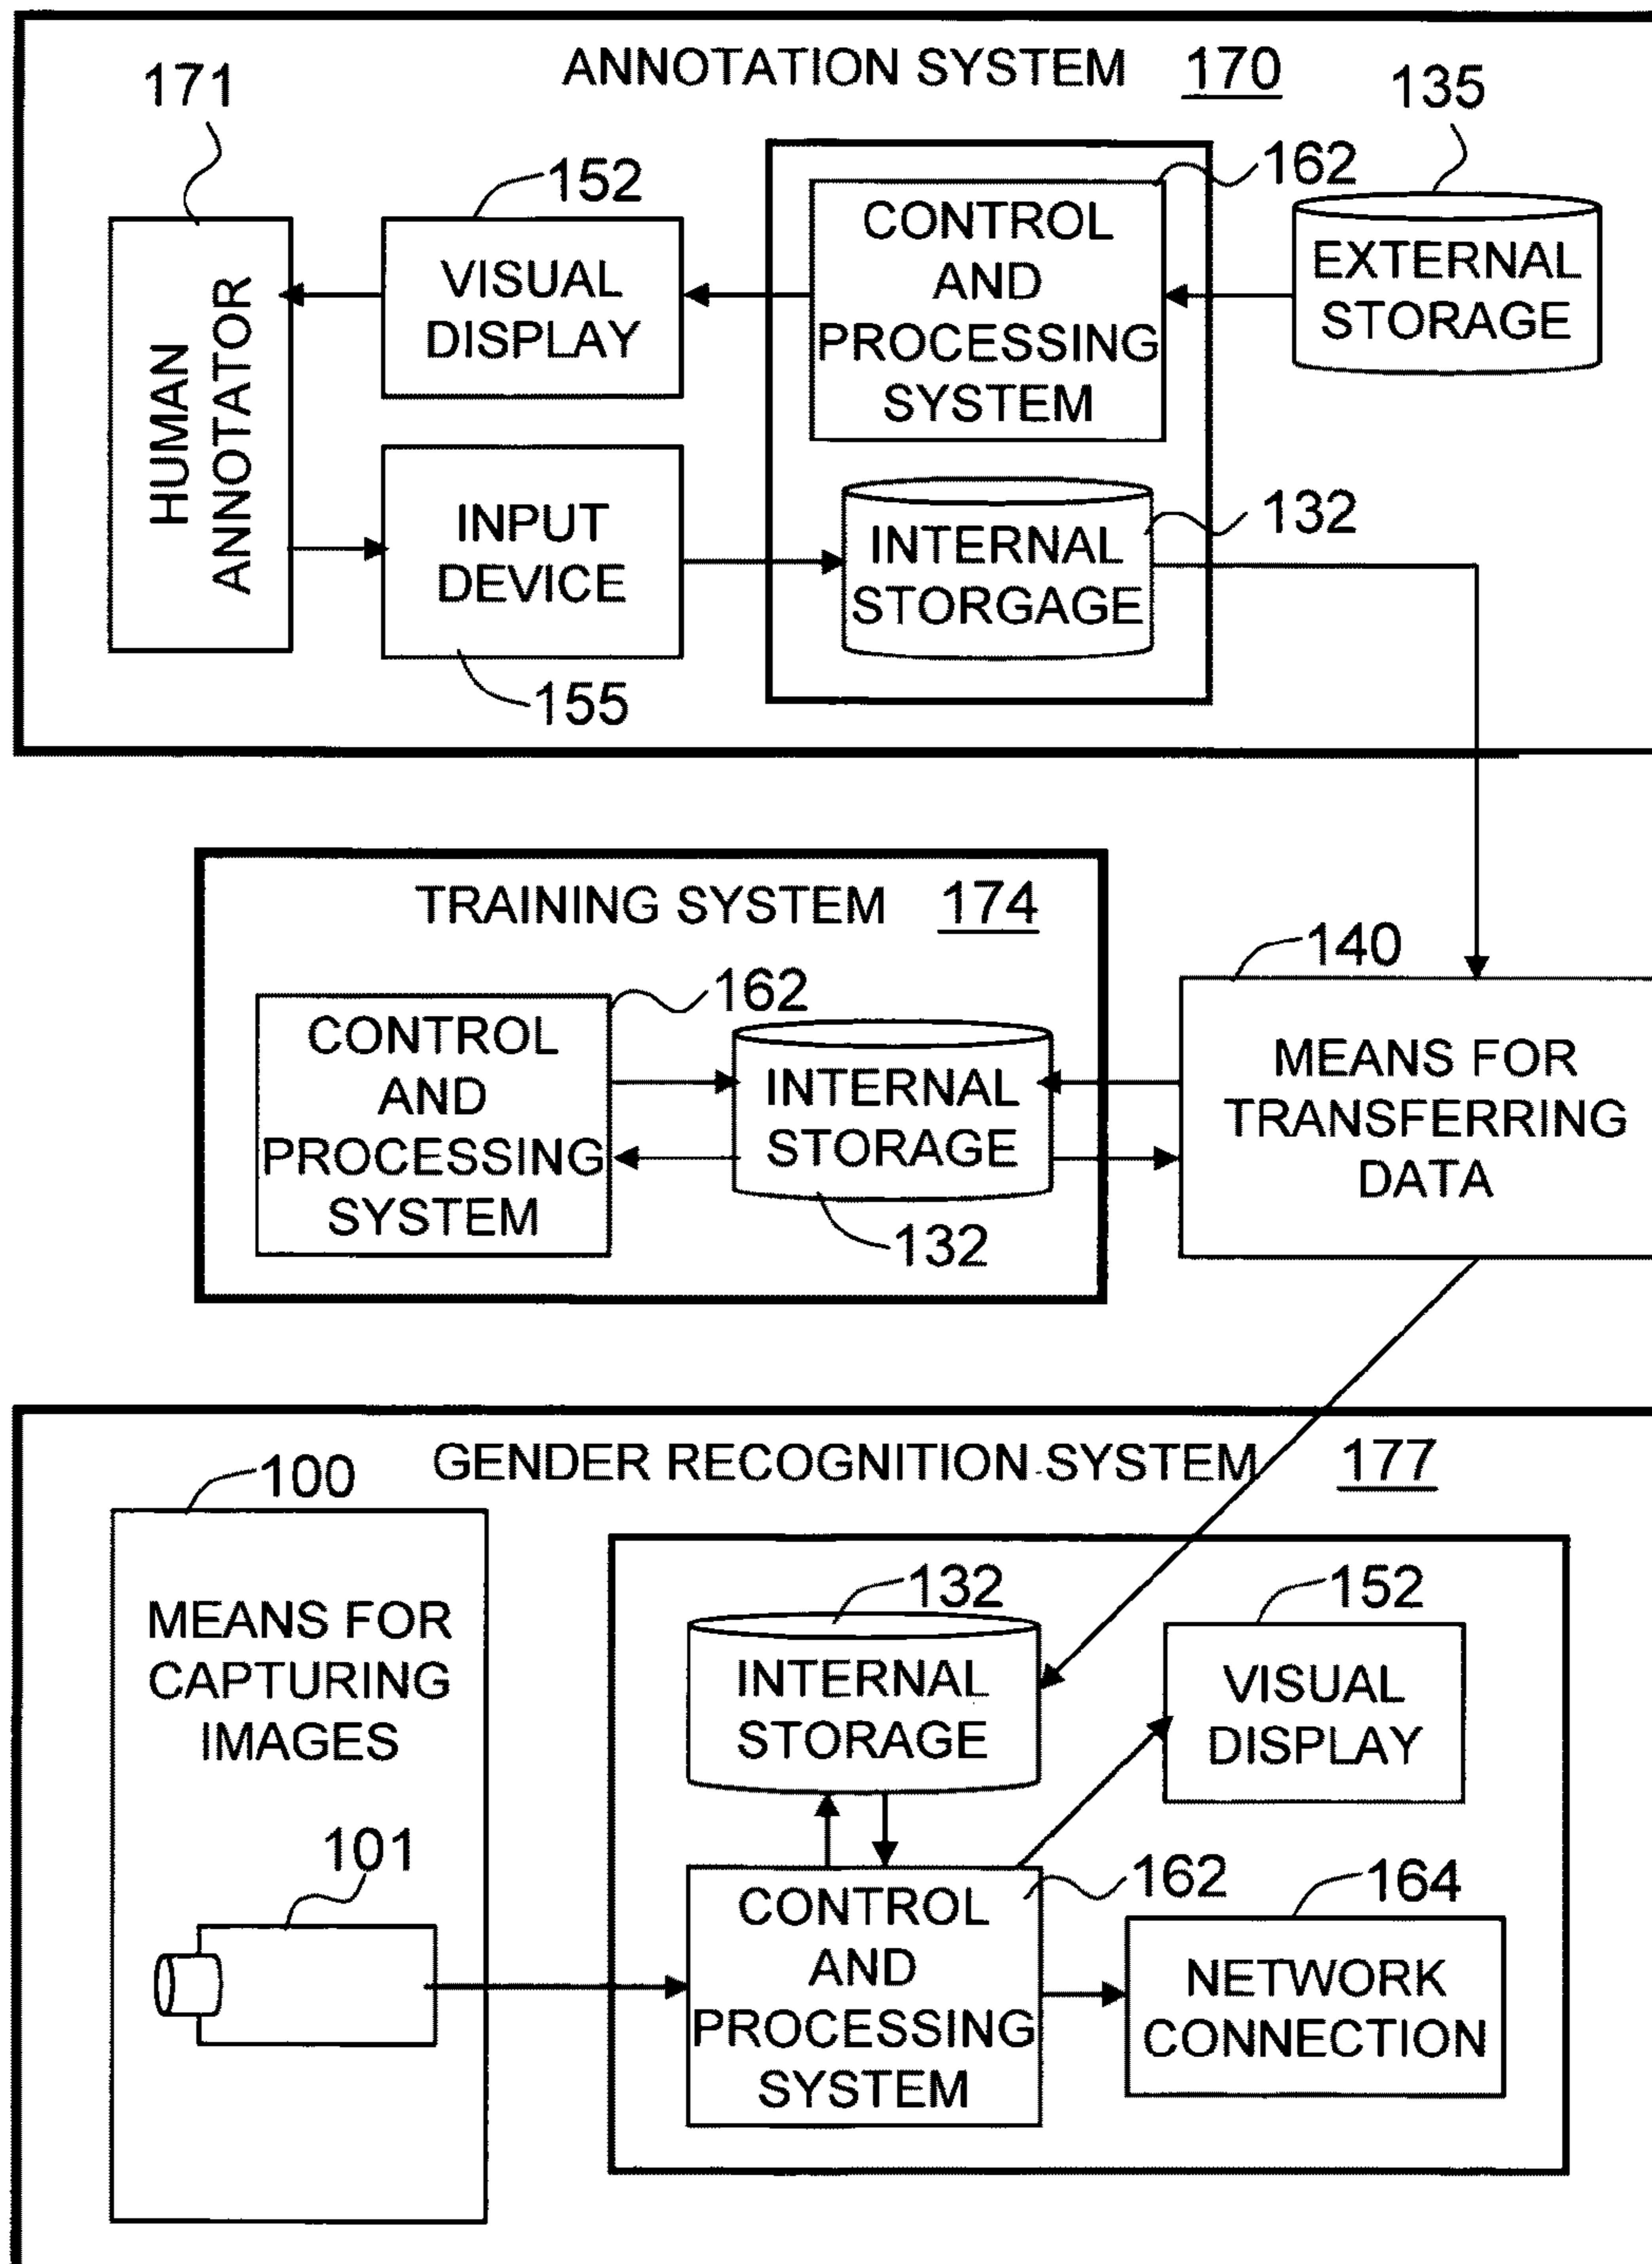 ANNOTATION SYSTEM 170
171
135
152
162
HUMAN
ANNOTATOR
VISUAL
DISPLAY
CONTROL
AND
PROCESSING
SYSTEM
EXTERNAL
STORAGE
INPUT
DEVICE
155
INTERNAL
STORGAGE
132
TRAINING SYSTEM 174
162
CONTROL
AND
PROCESSING
SYSTEM
INTERNAL
STORAGE
132
140
MEANS FOR
TRANSFERRING
DATA
GENDER RECOGNITION SYSTEM 177
100
MEANS FOR
CAPTURING
IMAGES
101
132
INTERNAL
STORAGE
152
VISUAL
DISPLAY
162
CONTROL
AND
PROCESSING
SYSTEM
164
NETWORK
CONNECTION